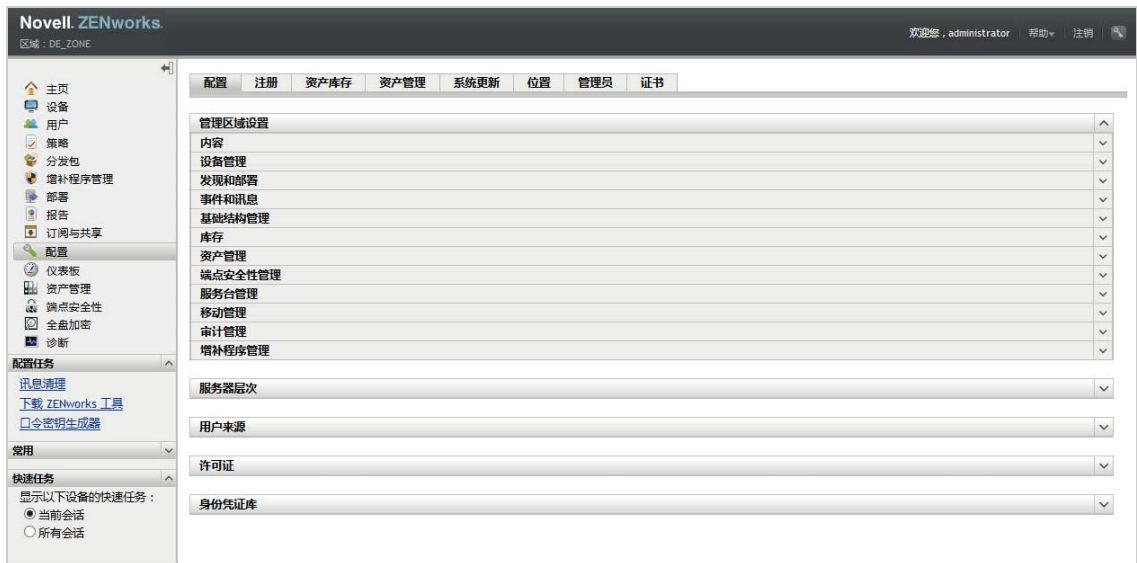 Novell. ZENworks.
区域：DE_ZONE
欢迎您，administrator 帮助 注销
主页
设备
用户
策略
分发包
增补程序管理
部署
报告
订阅与共享
配置
仪表板
资产管理
端点安全性
全盘加密
诊断
配置任务
讯息清理
下载 ZENworks 工具
口令密钥生成器
常用
快速任务
显示以下设备的快速任务：
当前会话
所有会话
配置 注册 资产库存 资产管理 系统更新 位置 管理员 证书
管理区域设置
内容
设备管理
发现和部署
事件和讯息
基础结构管理
库存
资产管理
端点安全性管理
服务台管理
移动管理
审计管理
增补程序管理
服务器层次
用户来源
许可证
身份凭证库